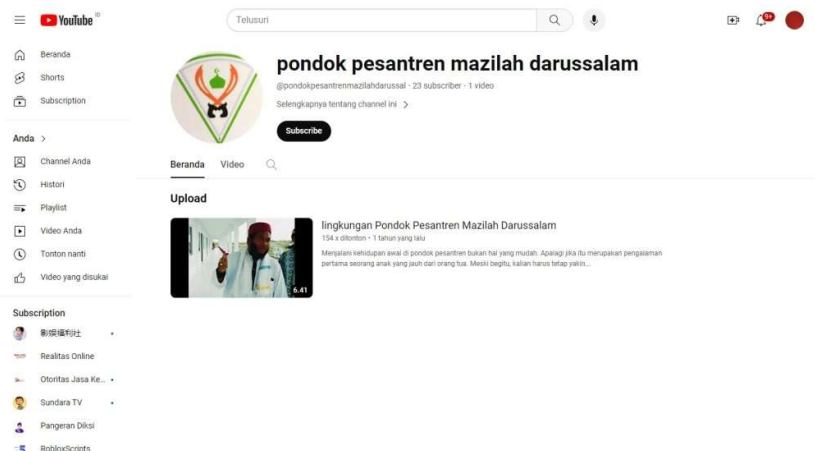 YouTube ID
Telusuri
9+
Beranda
Shorts
Subscription
Anda
Channel Anda
Histori
Playlist
Video Anda
Tonton nanti
Video yang disukai
Subscription
影娱福利社
Realitas Online
Otoritas Jasa Ke...
Sundara TV
Pangeran Diksi
RobloxScripts
pondok pesantren mazilah darussalam
@pondokpesantrenmazilahdarussal · 23 subscriber · 1 video
Selengkapnya tentang channel ini
Subscribe
Beranda Video
Upload
6.41
lingkungan Pondok Pesantren Mazilah Darussalam
154 x ditonton • 1 tahun yang lalu
Menjalani kehidupan awal di pondok pesantren bukan hal yang mudah. Aparagi jika itu merupakan pengalaman
pertama seorang anak yang jauh dari orang tua. Meski begitu, kalian harus tetap yakin...